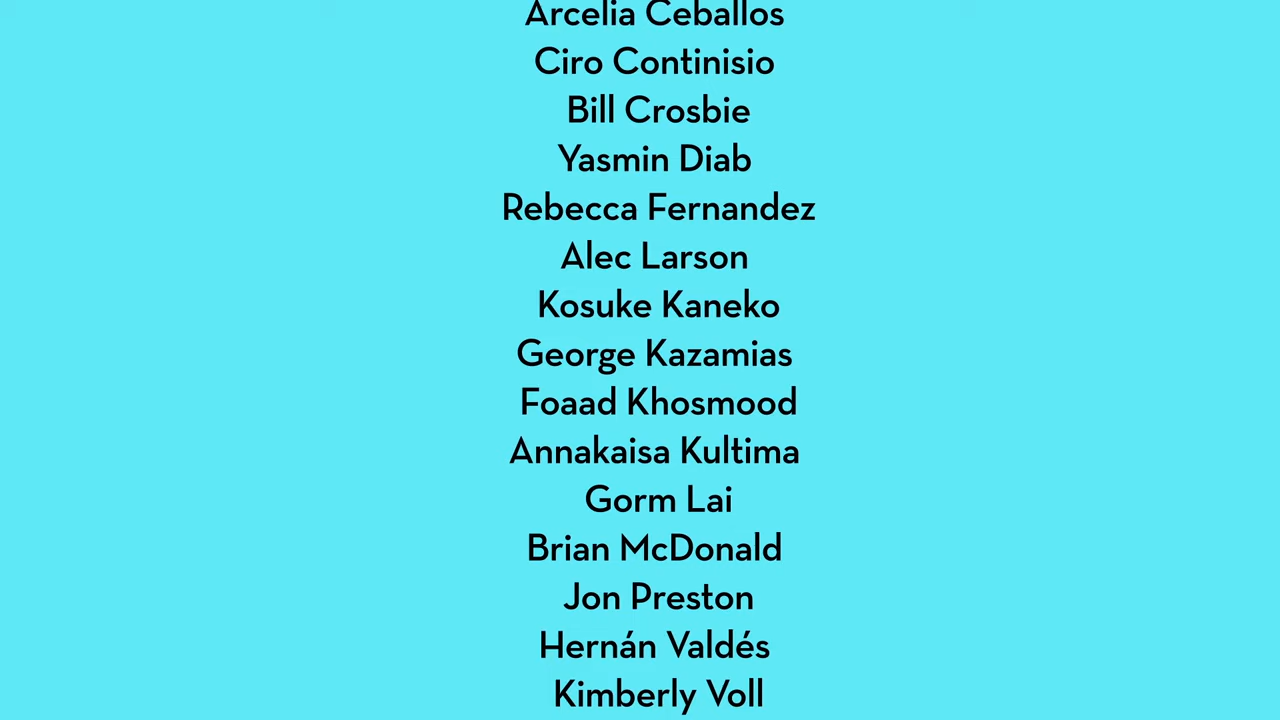 Arcelia Ceballos
Ciro Continisio
Bill Crosbie
Yasmin Diab
Rebecca Fernandez
Alec Larson
Kosuke Kaneko
George Kazamias
Foaad Khosmood
Annakaisa Kultima
Gorm Lai
Brian McDonald
Jon Preston
Hernán Valdés
Kimberly Voll